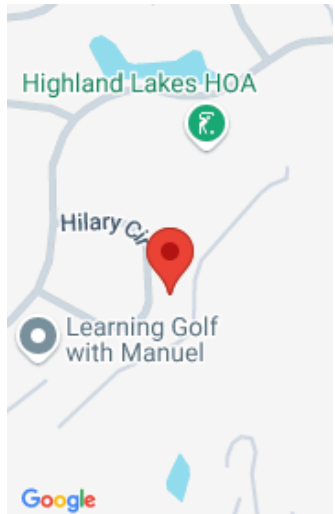 Highland Lakes HOA
Hilary Cir
Learning Golf
with Manuel
Google